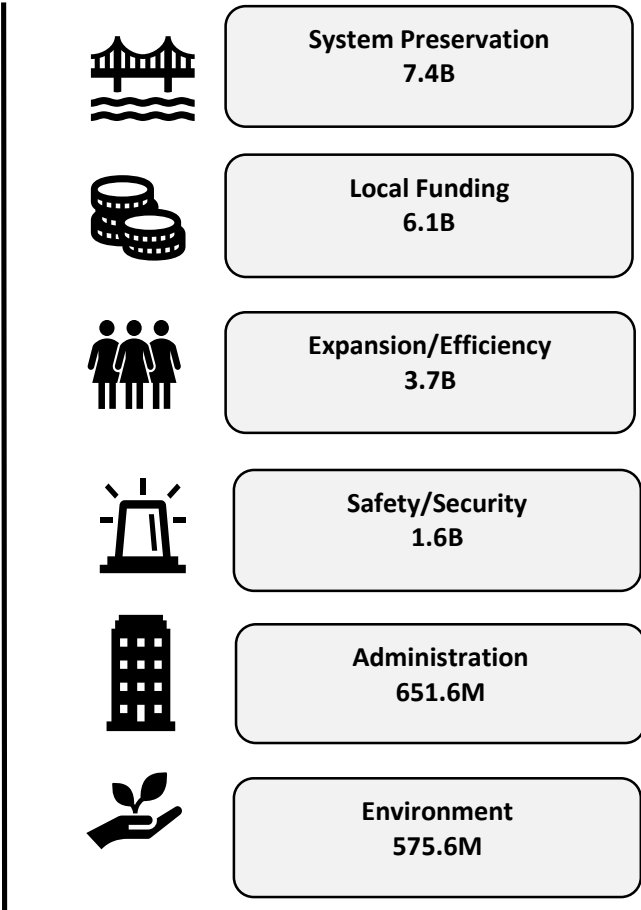 System Preservation
7.4B
Local Funding
6.1B
Expansion/Efficiency
3.7B
Safety/Security
1.6B
Administration
651.6M
Environment
575.6M